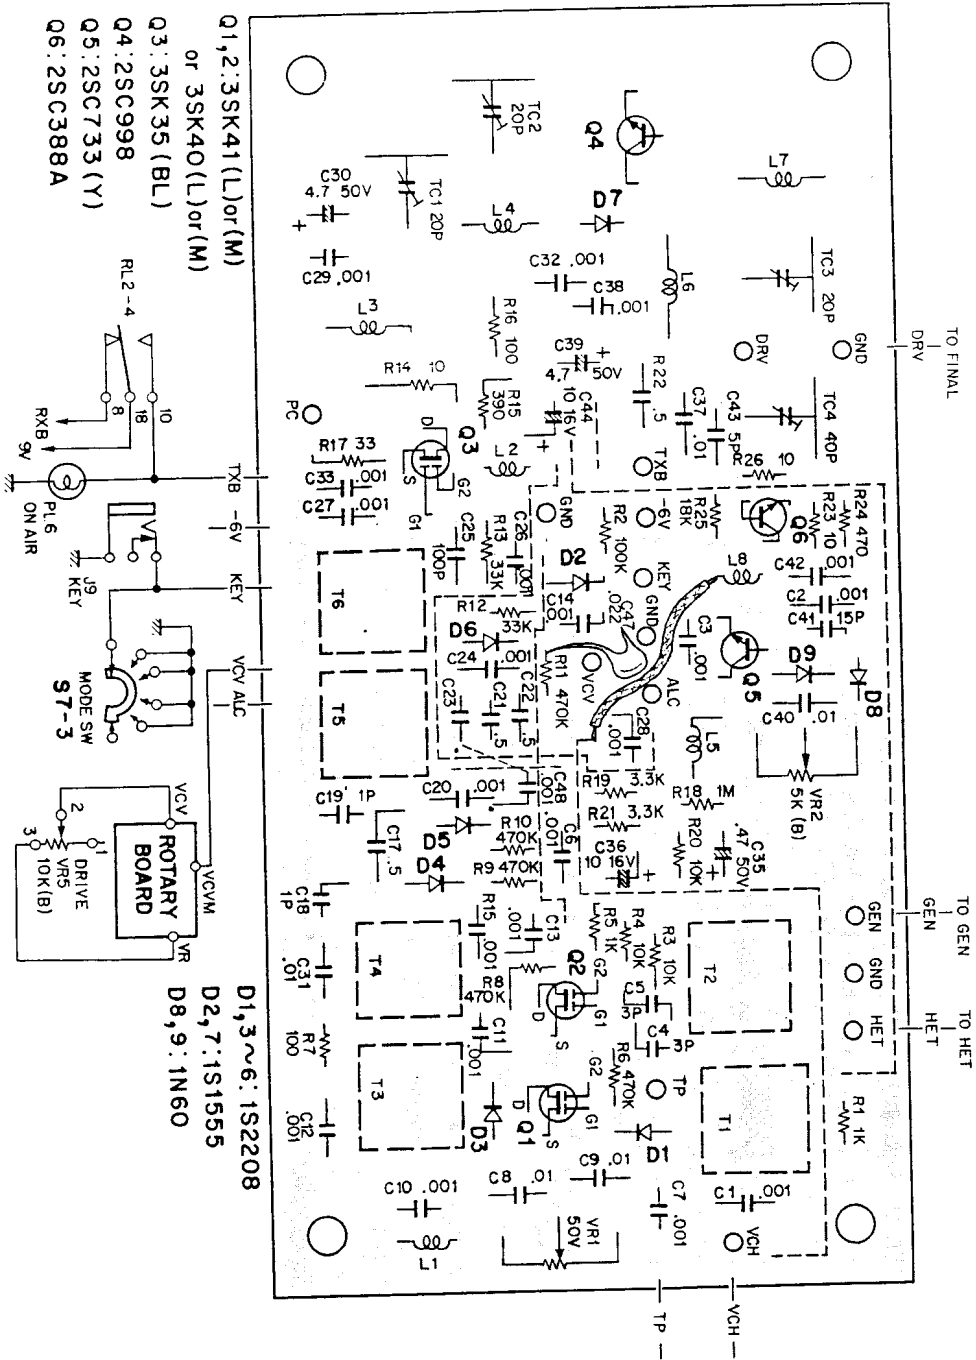 Q1,2:3SK41(L)or(M)
or 3SK40(L)or(M)
Q3:3SK35(BL)
Q4:2SC998
Q5:2SC733(Y)
Q6:2SC388A
D1,3~6:1S2208
D2,7:1S1555
D8,9:1N60
TO FINAL
DRV
GND
DRV
TO GEN
GEN
GEN
GND
TO HET
HET
HET
L7
TC3 20P
TC4 40P
R26 10
R24 470
R23 10
Q6
C42 .001
C2 .001
C41 15P
L8
Q5
D9
D8
C40 .01
VR2
5K(B)
R1 1K
Q4
D7
L6
TC2
20P
TC1 20P
L4
C32 .001
C38
.001
C30
4.7 50V
+
C29 .001
L3
R16
100
C39
+
4.7 50V
R22
.5
C37
.01
C43
5P
R14 10
R15
390
C44
10 16V
+
TXB
PC
Q3
D
S
G2
G1
L2
R17 33
C33 .001
C27 .001
GND
-6V
R25
18K
R2
100K
KEY
C25
100P
R13
33K
C26
.001
D2
C14
.001
C47
.022
GND
C3
.001
T6
R12
33K
D6
C24 .001
R11 470K
VCV
ALC
T5
C23
C21
.5
C22
.5
C28
.001
L5
R19 3.3K
R18 1M
R21 3.3K
R20
10K
C35
.47 50V
+
C36
10 16V
+
C19 1P
C20 .001
C48
.001
C17
.5
D5
D4
R10
470K
R9 470K
C6
.001
C18
1P
R15
.001
C13
.001
R5
1K
R4
10K
R3
10K
T2
T4
C31
.01
R8
470K
Q2
G2
G1
D
S
C5
3P
C4
3P
C11
.001
R7
100
T3
R6
470K
TP
T1
Q1
G2
G1
D
S
D3
D1
C12
.001
C10 .001
C8 .01
C9 .01
C7
.001
C1 .001
VCH
L1
VR1
50V
TP
VCH
TXB
-6V
KEY
VCV
ALC
RL2-4
10
18
8
RXB
9V
PL6
ON AIR
J9
KEY
MODE SW
S7-3
VCV
VCVM
VR
ROTARY
BOARD
1
2
3
DRIVE
VR5
10K(B)